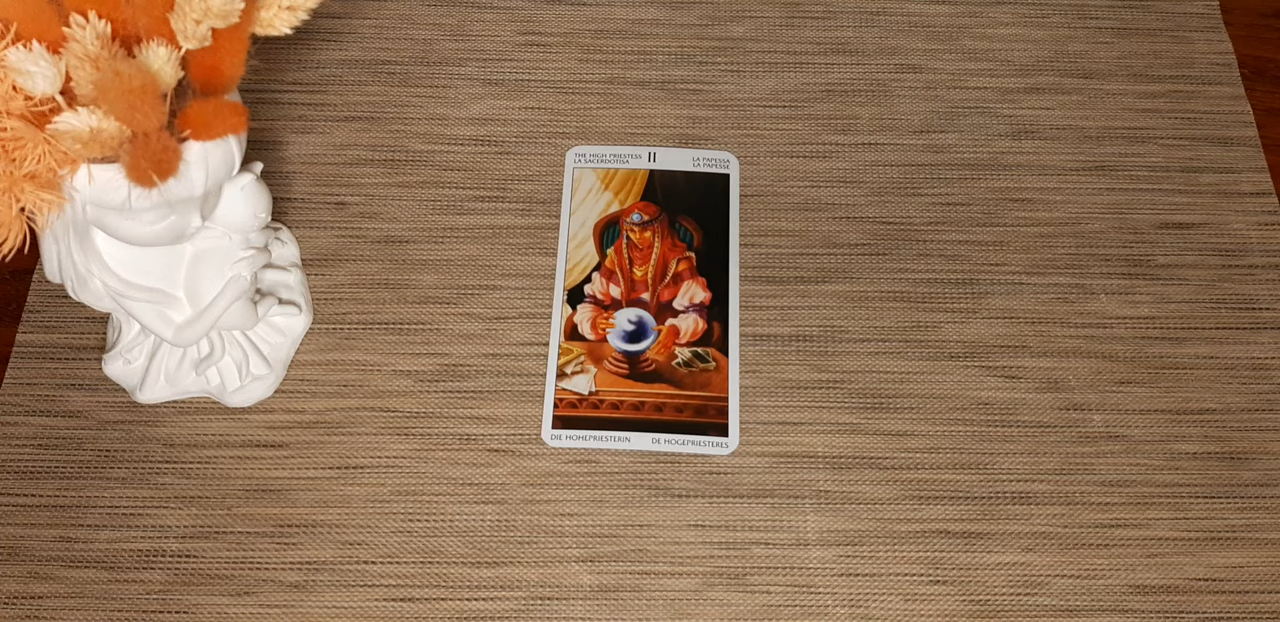 THE HIGH PRIESTESS II LA PAPESSA
LA SACERDOTISA LA PAPESSE
DIE HOHEPRIESTERIN DE HOGEPRIESTERES